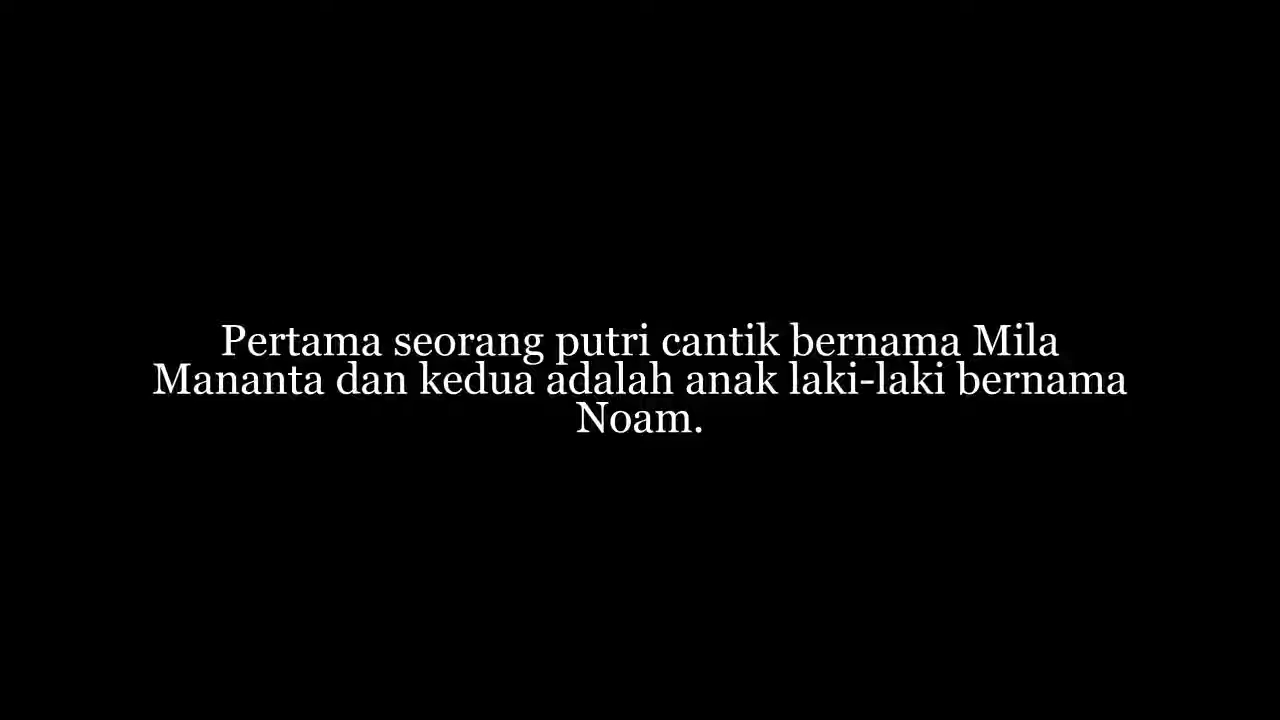 Pertama seorang putri cantik bernama Mila
Mananta dan kedua adalah anak laki-laki bernama
Noam.